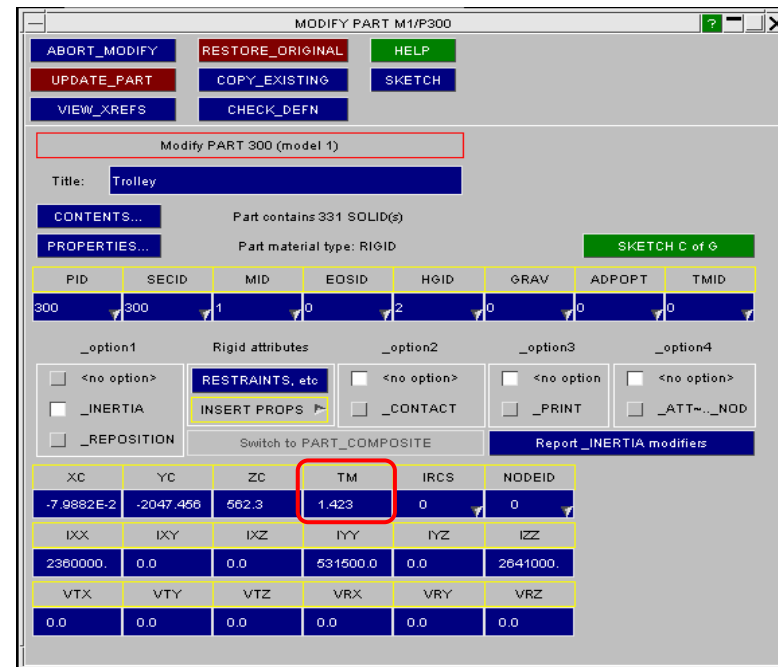 MODIFY PART M1/P300 ?
ABORT_MODIFY RESTORE_ORIGINAL HELP
UPDATE_PART COPY_EXISTING SKETCH
VIEW_XREFS CHECK_DEFN
Modify PART 300 (model 1)
Title: Trolley
CONTENTS... Part contains 331 SOLID(s)
PROPERTIES... Part material type: RIGID SKETCH C of G
PID SECID MID EOSID HGID GRAV ADPOPT TMID
300 300 1 0 2 0 0 0
_option1 Rigid attributes _option2 _option3 _option4
<no option> RESTRAINTS, etc <no option> <no option <no option>
_INERTIA INSERT PROPS _CONTACT _PRINT _ATT~.._NOD
_REPOSITION Switch to PART_COMPOSITE Report _INERTIA modifiers
XC YC ZC TM IRCS NODEID
-7.9882E-2 -2047.456 562.3 1.423 0 0
IXX IXY IXZ IYY IYZ IZZ
2360000. 0.0 0.0 531500.0 0.0 2641000.
VTX VTY VTZ VRX VRY VRZ
0.0 0.0 0.0 0.0 0.0 0.0